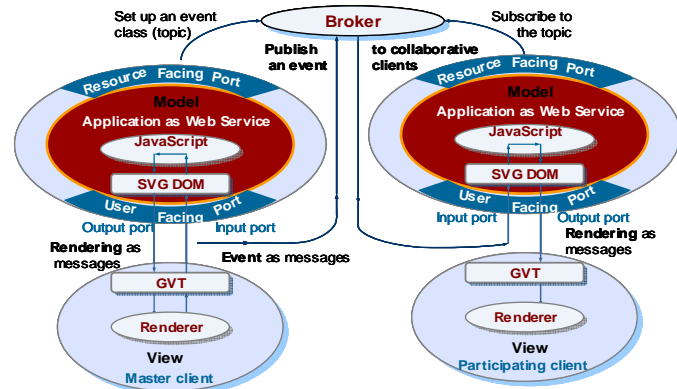 Set up an event
class (topic)
Broker
Subscribe to
the topic
Publish
an event
to collaborative
clients
Resource Facing Port
Model
Application as Web Service
JavaScript
SVG DOM
User Facing Port
Output port
Input port
Rendering as
messages
Event as messages
GVT
Renderer
View
Master client
Resource Facing Port
Model
Application as Web Service
JavaScript
SVG DOM
User Facing Port
Input port
Output port
Rendering as
messages
GVT
Renderer
View
Participating client